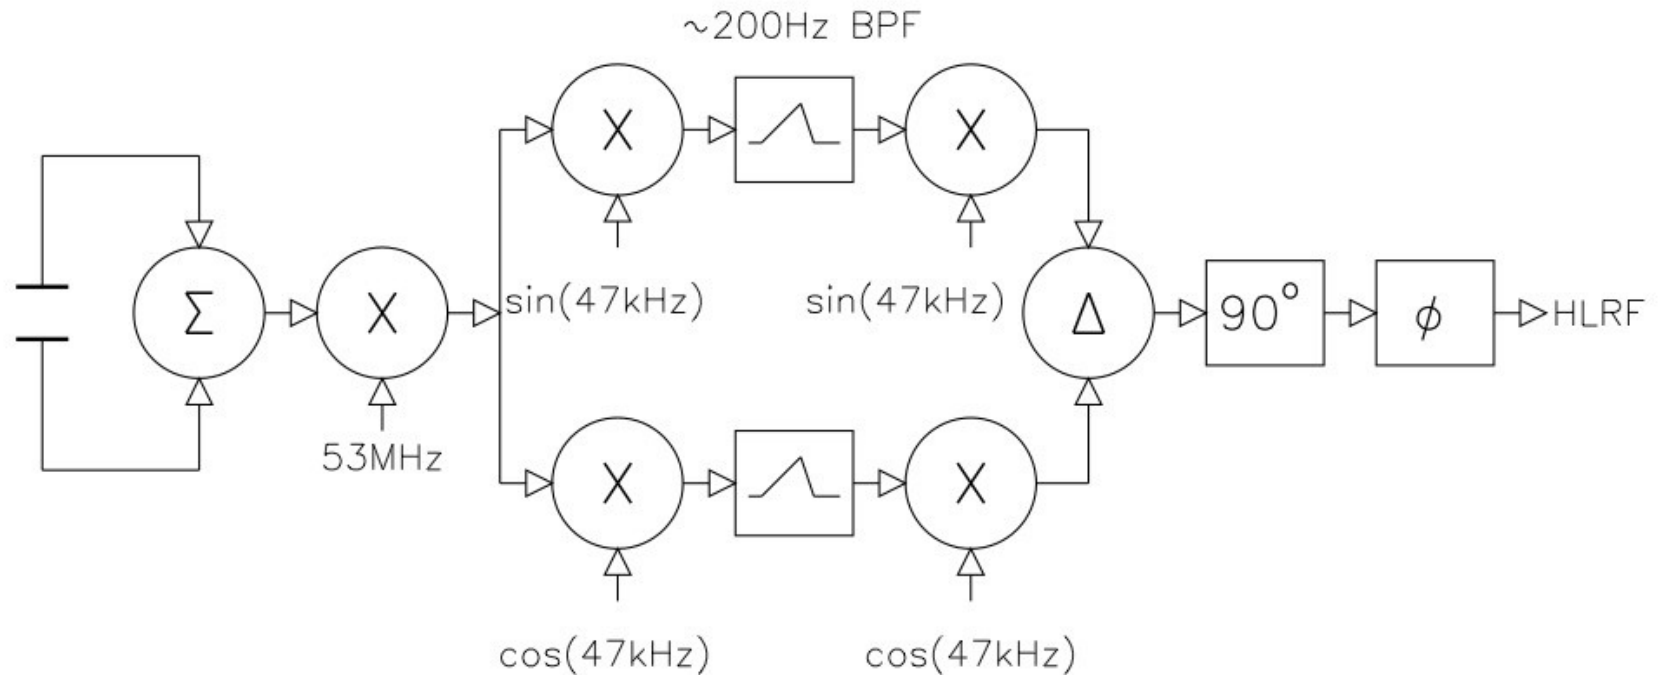 ~200Hz BPF
X
X
sin(47kHz)
sin(47kHz)
Σ
X
Δ
90°
ϕ
HLRF
53MHz
X
X
cos(47kHz)
cos(47kHz)